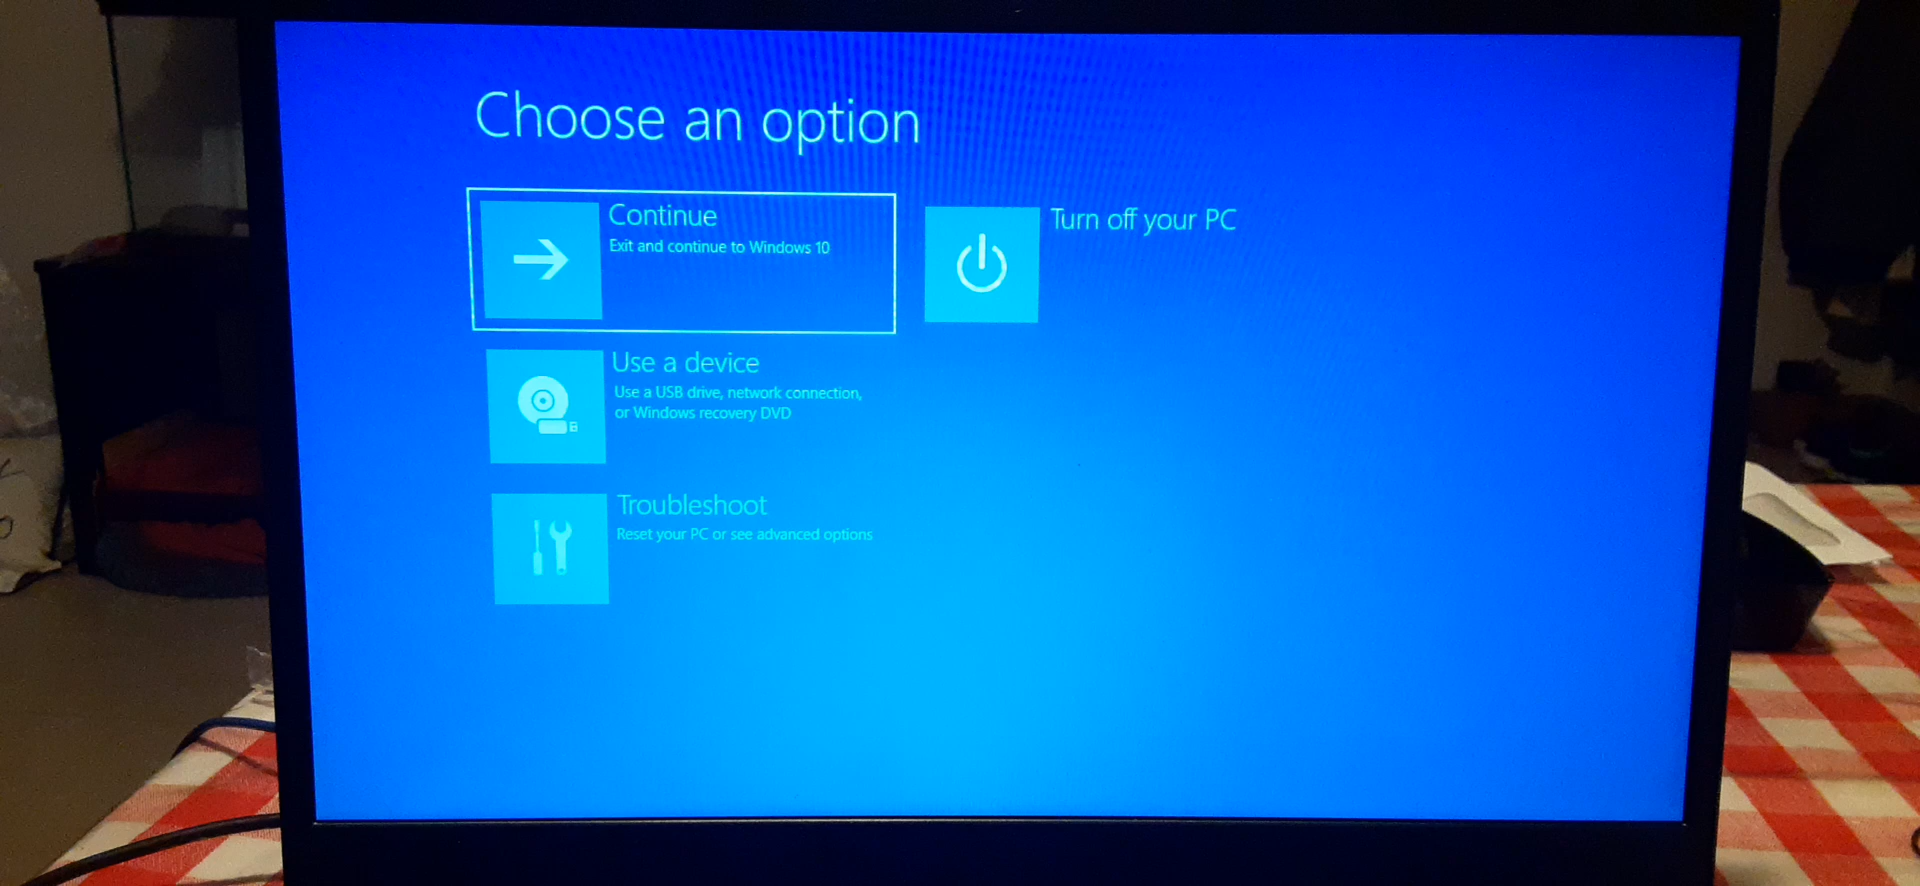 Choose an option
Continue
Exit and continue to Windows 10
Turn off your PC
Use a device
Use a USB drive, network connection,
or Windows recovery DVD
Troubleshoot
Reset your PC or see advanced options